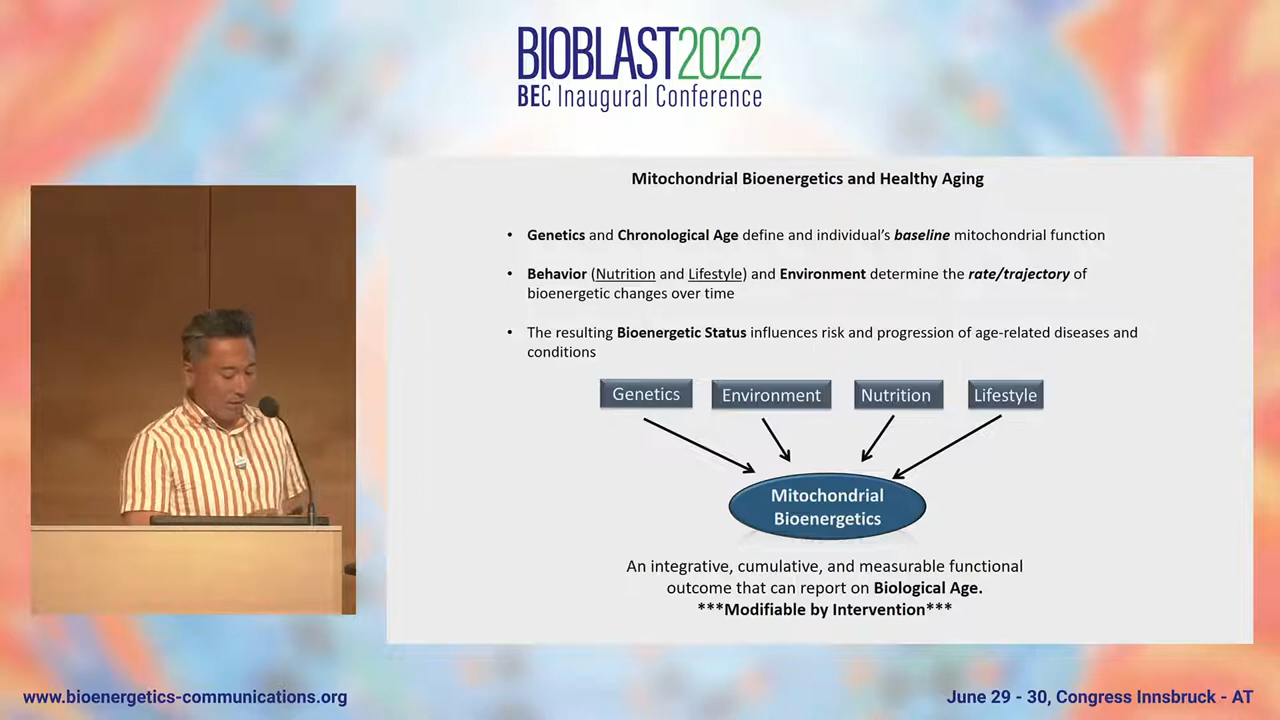 BIOBLAST2022
BEC Inaugural Conference
Mitochondrial Bioenergetics and Healthy Aging
• Genetics and Chronological Age define and individual's baseline mitochondrial function
• Behavior (Nutrition and Lifestyle) and Environment determine the rate/trajectory of
bioenergetic changes over time
• The resulting Bioenergetic Status influences risk and progression of age-related diseases and
conditions
Genetics
Environment
Nutrition
Lifestyle
Mitochondrial
Bioenergetics
An integrative, cumulative, and measurable functional
outcome that can report on Biological Age.
***Modifiable by Intervention***
www.bioenergetics-communications.org
June 29 - 30, Congress Innsbruck - AT